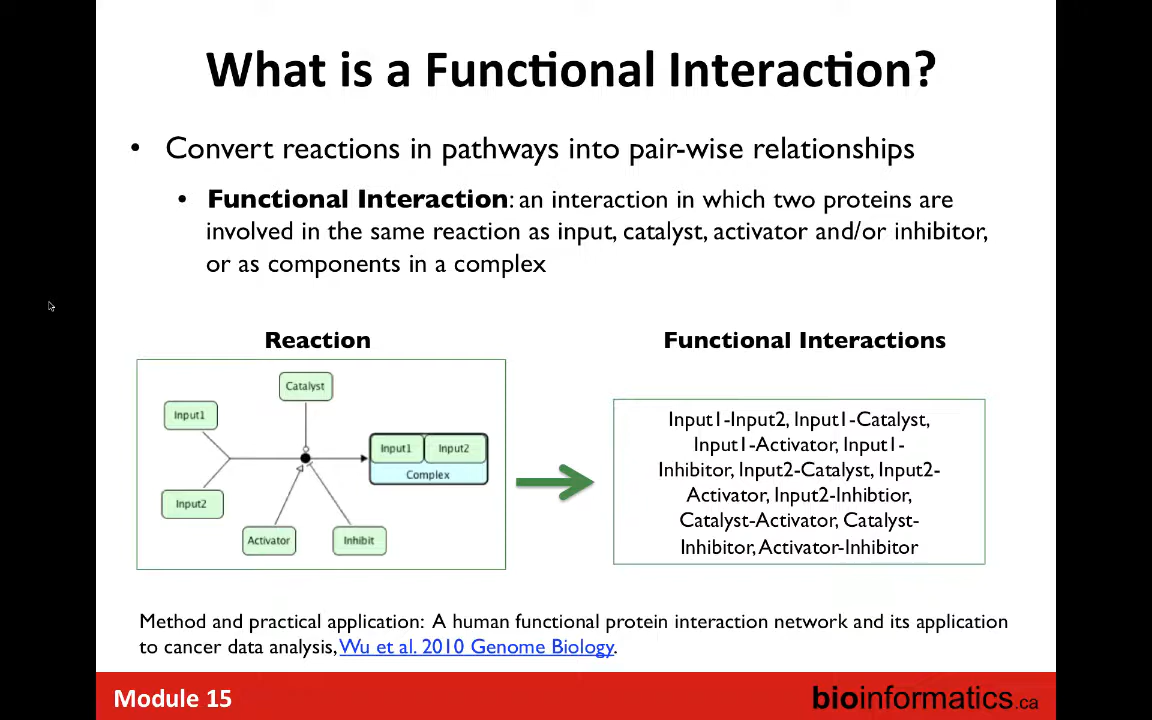 What is a Functional Interaction?
• Convert reactions in pathways into pair-wise relationships
• Functional Interaction: an interaction in which two proteins are
involved in the same reaction as input, catalyst, activator and/or inhibitor,
or as components in a complex
Reaction
Catalyst
Input1
Input1 Input2
Complex
Input2
Activator
Inhibit
Functional Interactions
Input1-Input2, Input1-Catalyst,
Input1-Activator, Input1-
Inhibitor, Input2-Catalyst, Input2-
Activator, Input2-Inhibtior,
Catalyst-Activator, Catalyst-
Inhibitor, Activator-Inhibitor
Method and practical application: A human functional protein interaction network and its application
to cancer data analysis, Wu et al. 2010 Genome Biology.
Module 15
bioinformatics.ca